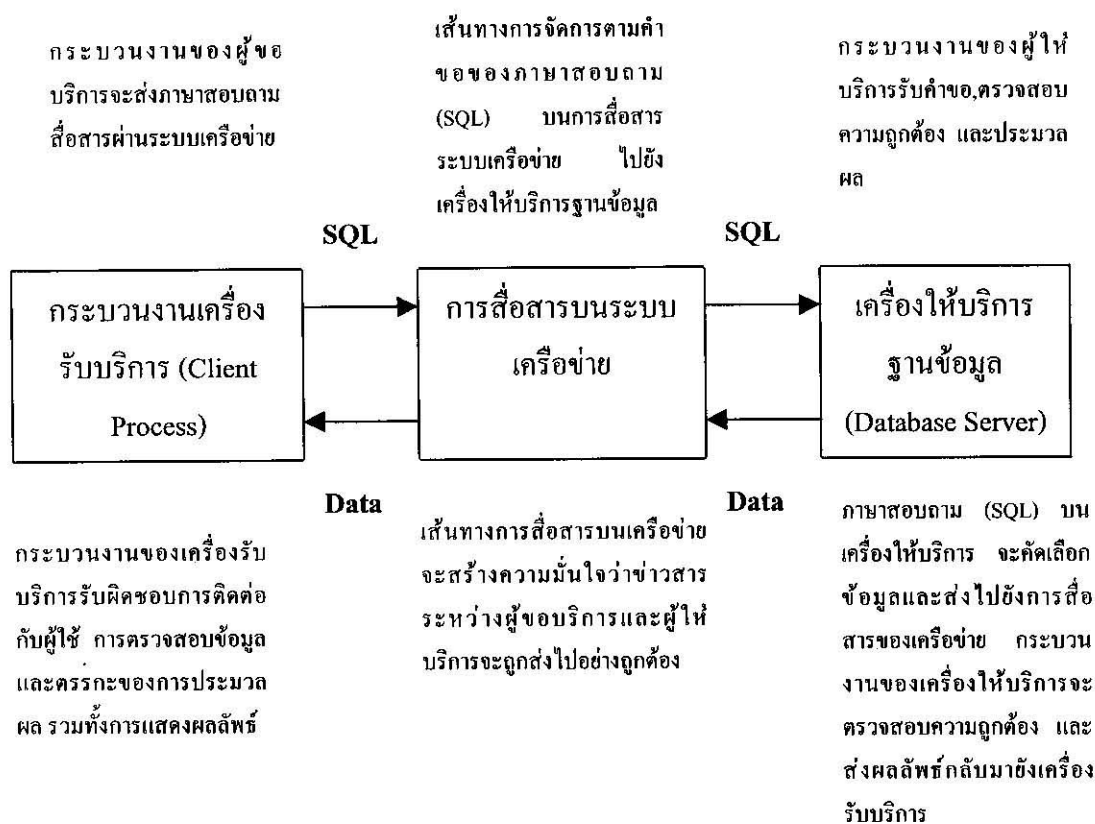 กระบวนงานของผู้ขอ
บริการจะส่งภาษาสอบถาม
สื่อสารผ่านระบบเครือข่าย
เส้นทางการจัดการตามคำ
ขอของภาษาสอบถาม
(SQL) บนการสื่อสาร
ระบบเครือข่าย ไปยัง
เครื่องให้บริการฐานข้อมูล
กระบวนงานของผู้ให้
บริการรับคำขอ,ตรวจสอบ
ความถูกต้อง และประมวล
ผล
SQL
SQL
กระบวนงานเครื่อง
รับบริการ (Client
Process)
การสื่อสารบนระบบ
เครือข่าย
เครื่องให้บริการ
ฐานข้อมูล
(Database Server)
Data
Data
กระบวนงานของเครื่องรับ
บริการรับผิดชอบการติดต่อ
กับผู้ใช้ การตรวจสอบข้อมูล
และตรรกะของการประมวล
ผล รวมทั้งการแสดงผลลัพธ์
เส้นทางการสื่อสารบนเครือข่าย
จะสร้างความมั่นใจว่าข่าวสาร
ระหว่างผู้ขอบริการและผู้ให้
บริการจะถูกส่งไปอย่างถูกต้อง
ภาษาสอบถาม (SQL) บน
เครื่องให้บริการ จะคัดเลือก
ข้อมูลและส่งไปยังการสื่อ
สารของเครือข่าย กระบวน
งานของเครื่องให้บริการจะ
ตรวจสอบความถูกต้อง และ
ส่งผลลัพธ์กลับมายังเครื่อง
รับบริการ